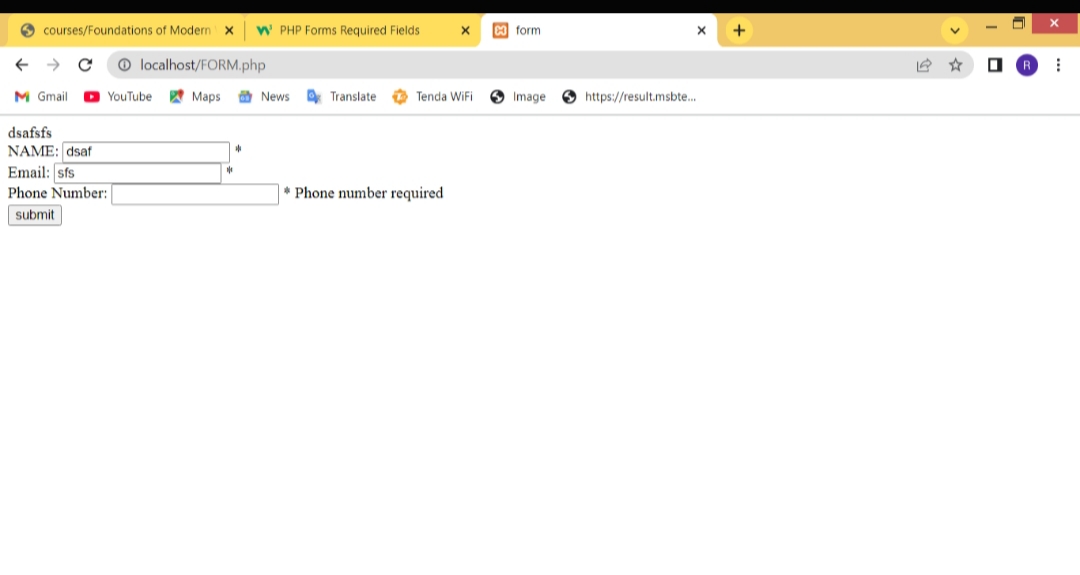 courses/Foundations of Modern
PHP Forms Required Fields
form
localhost/FORM.php
R
Gmail YouTube Maps News Translate Tenda WiFi Image https://result.msbte...
dsafsfs
NAME: dsaf *
Email: sfs *
Phone Number: * Phone number required
submit